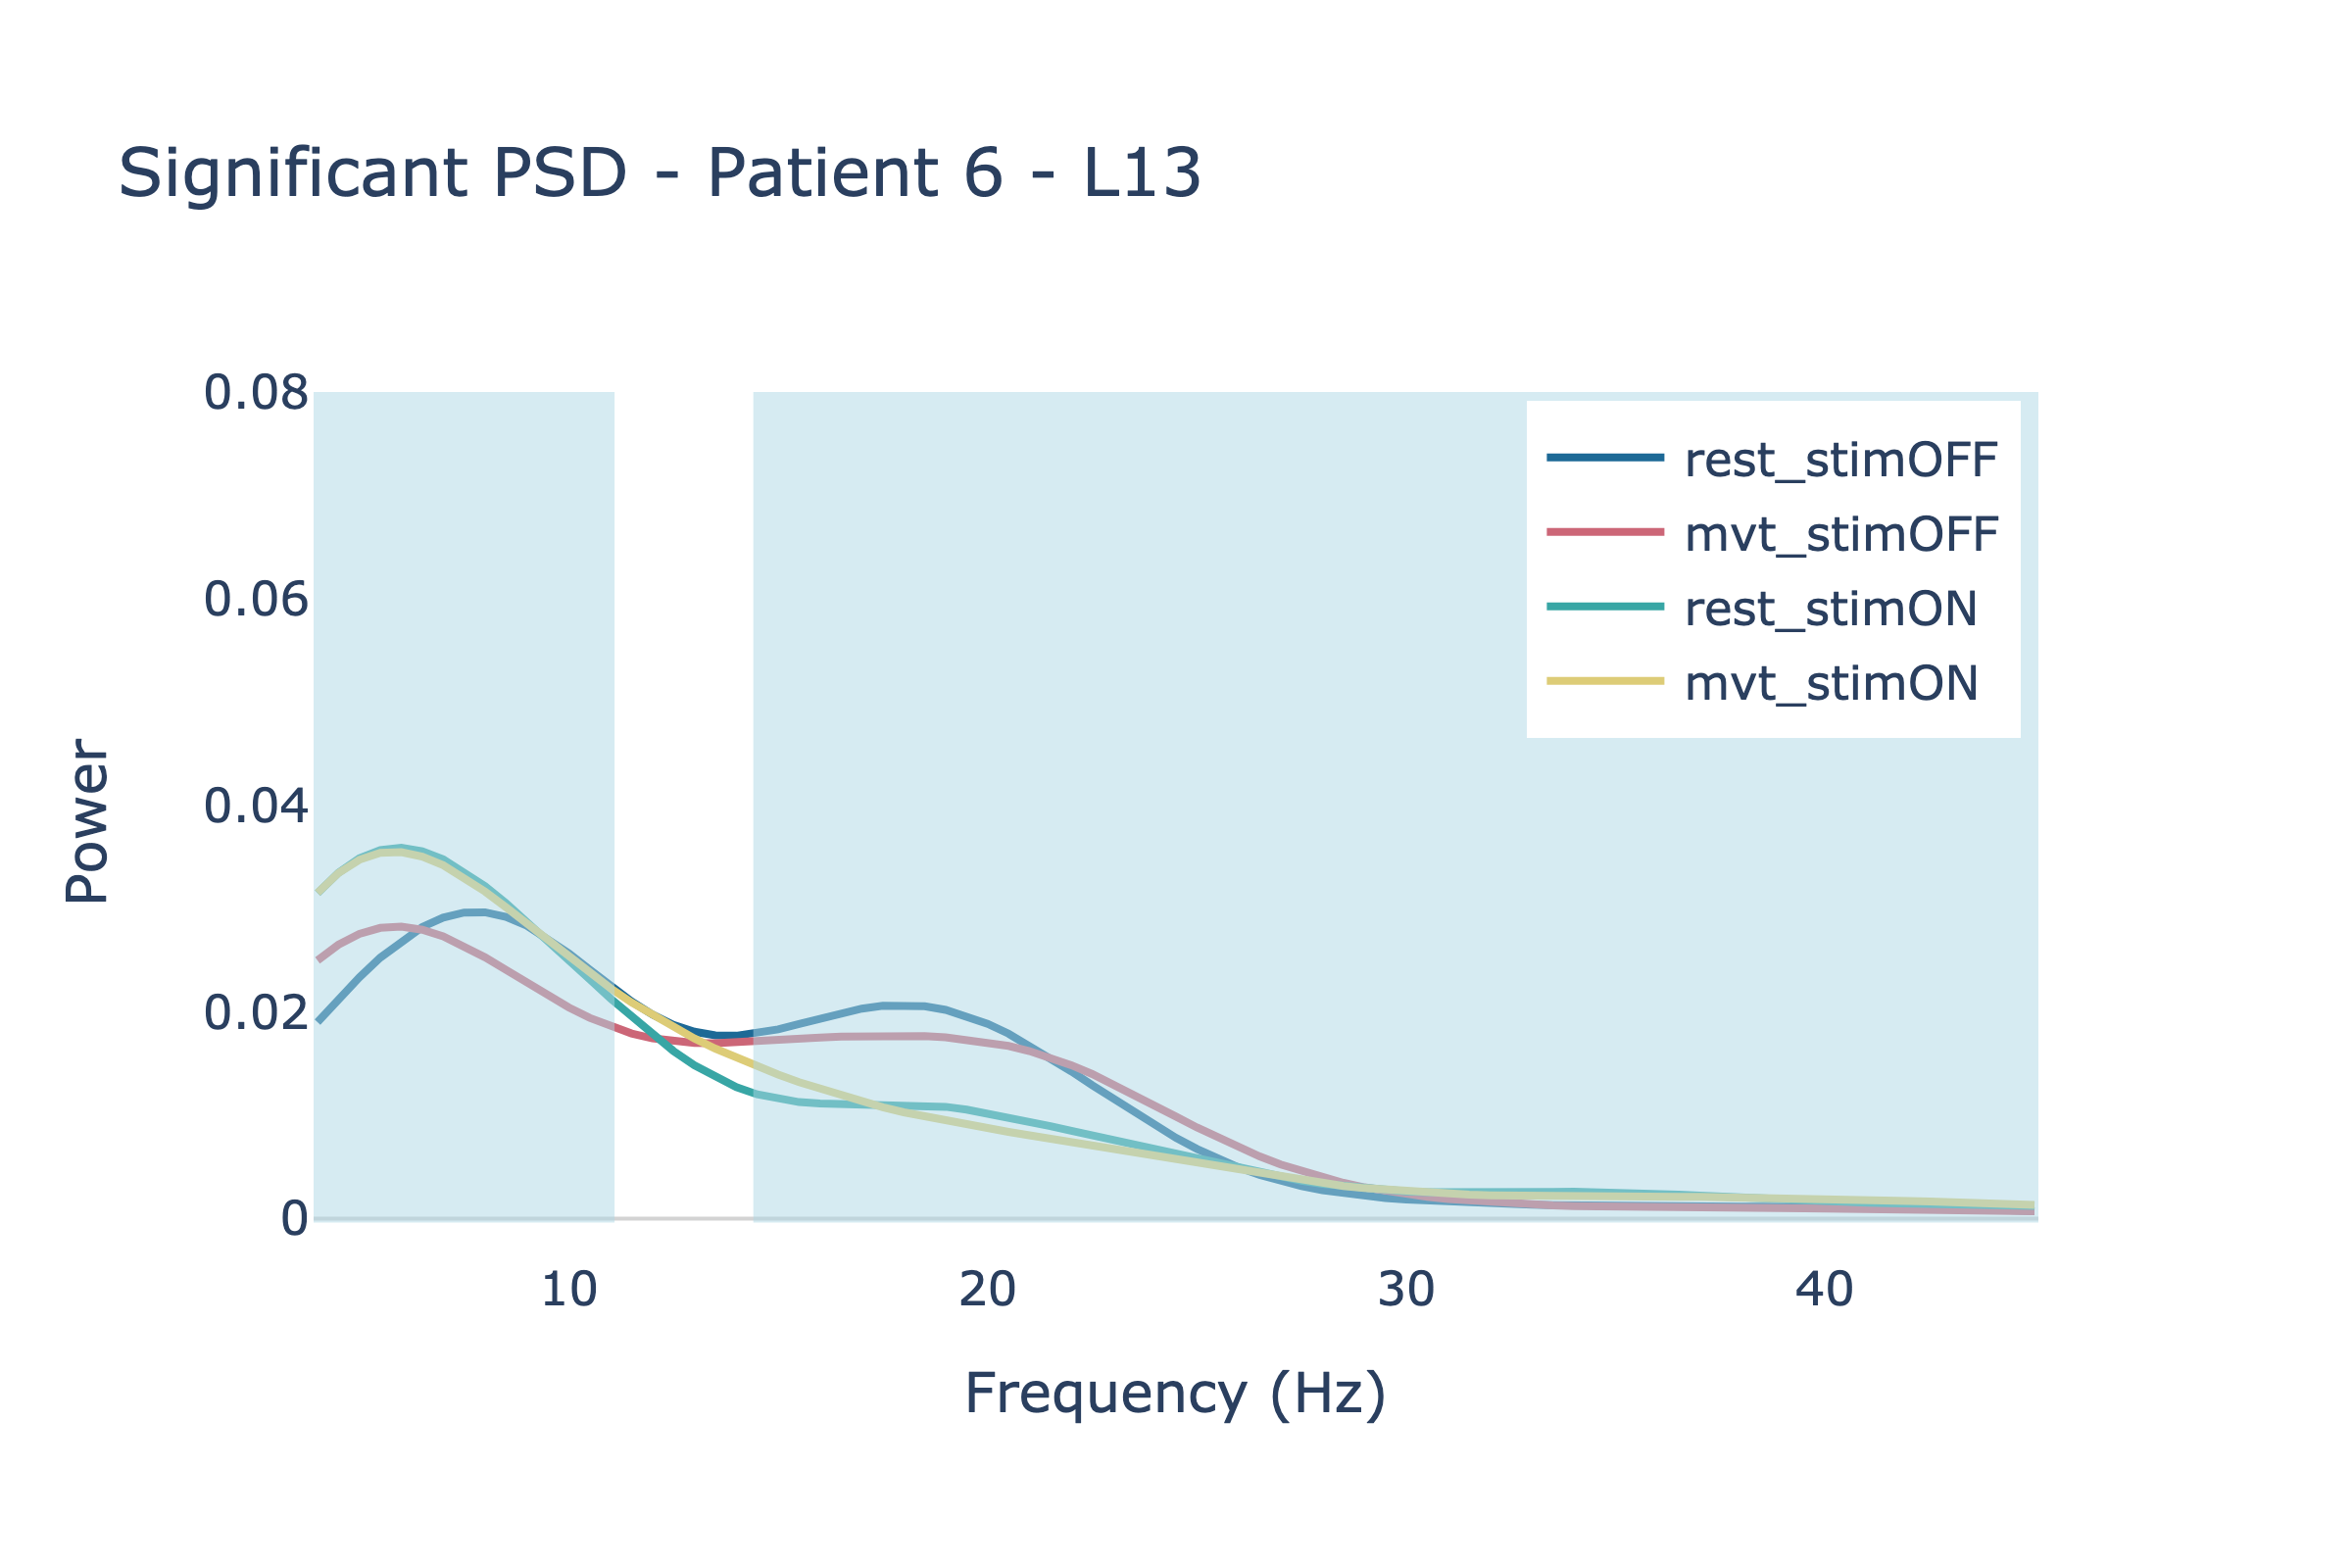 Significant PSD - Patient 6 - L13
0.08
0.06
0.04
0.02
0
Power
rest_stimOFF
mvt_stimOFF
rest_stimON
mvt_stimON
10 20 30 40
Frequency (Hz)